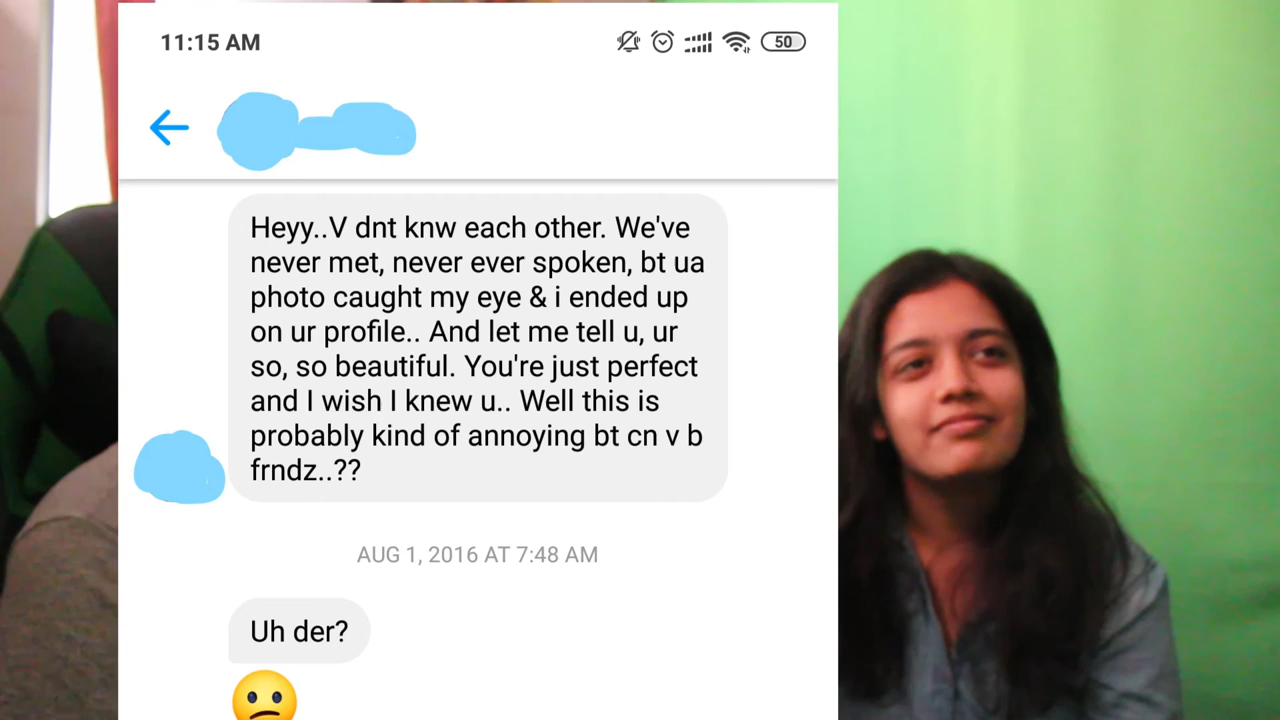 11:15 AM
50
Heyy..V dnt knw each other. We've
never met, never ever spoken, bt ua
photo caught my eye & i ended up
on ur profile.. And let me tell u, ur
so, so beautiful. You're just perfect
and I wish I knew u.. Well this is
probably kind of annoying bt cn v b
frndz..??
AUG 1, 2016 AT 7:48 AM
Uh der?